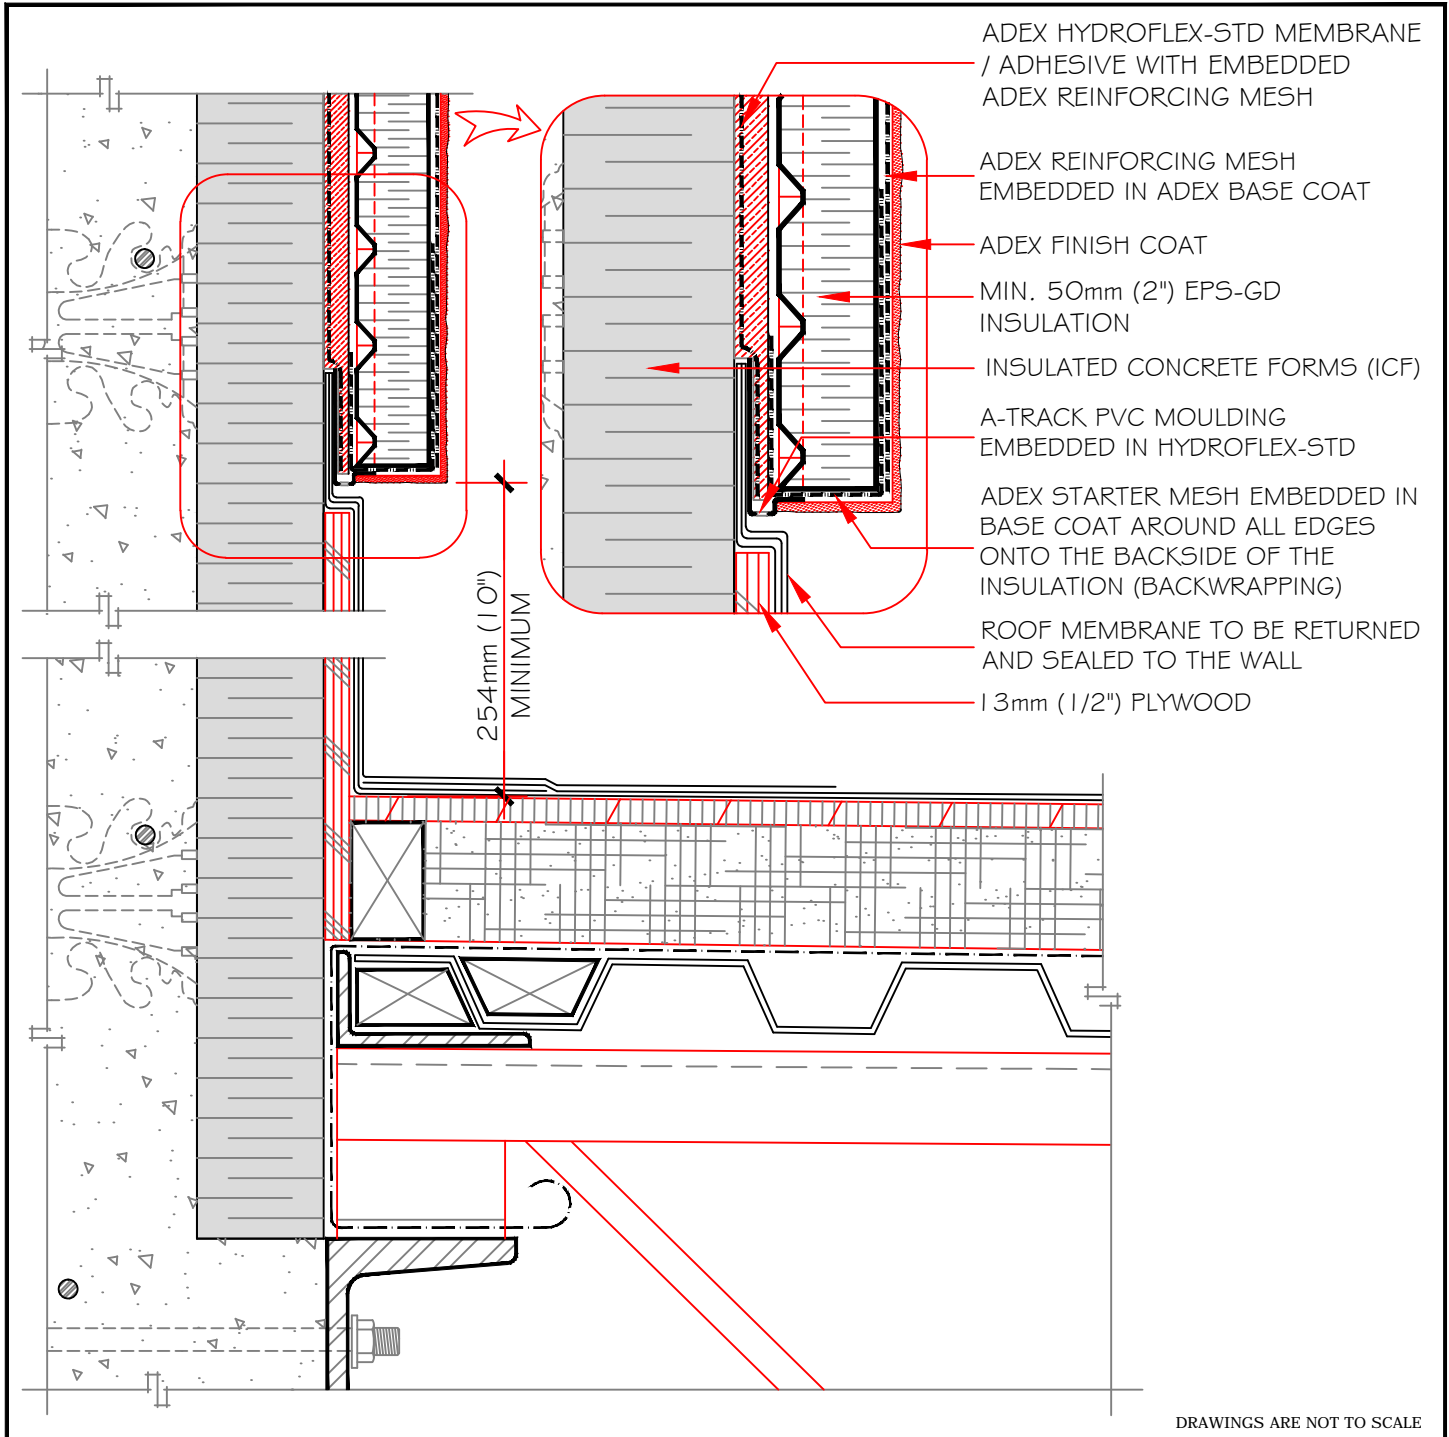 ADEX HYDROFLEX-STD MEMBRANE
/ ADHESIVE WITH EMBEDDED
ADEX REINFORCING MESH
ADEX REINFORCING MESH
EMBEDDED IN ADEX BASE COAT
ADEX FINISH COAT
MIN. 50mm (2") EPS-GD
INSULATION
INSULATED CONCRETE FORMS (ICF)
A-TRACK PVC MOULDING
EMBEDDED IN HYDROFLEX-STD
ADEX STARTER MESH EMBEDDED IN
BASE COAT AROUND ALL EDGES
ONTO THE BACKSIDE OF THE
INSULATION (BACKWRAPPING)
ROOF MEMBRANE TO BE RETURNED
AND SEALED TO THE WALL
13mm (1/2") PLYWOOD
254mm (10")
MINIMUM
DRAWINGS ARE NOT TO SCALE